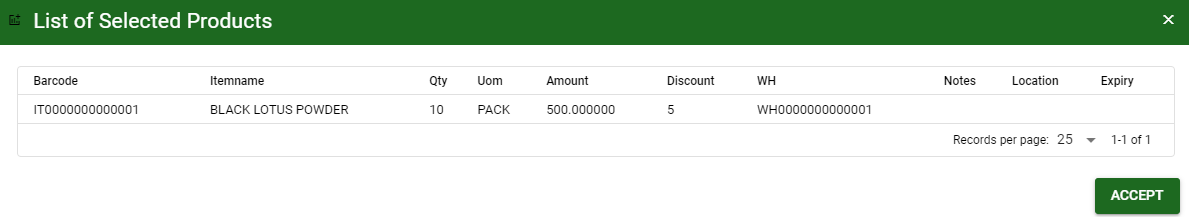 List of Selected Products
Barcode Itemname Qty Uom Amount Discount WH Notes Location Expiry
IT0000000000001 BLACK LOTUS POWDER 10 PACK 500.000000 5 WH0000000000001
Records per page: 25 1-1 of 1
ACCEPT